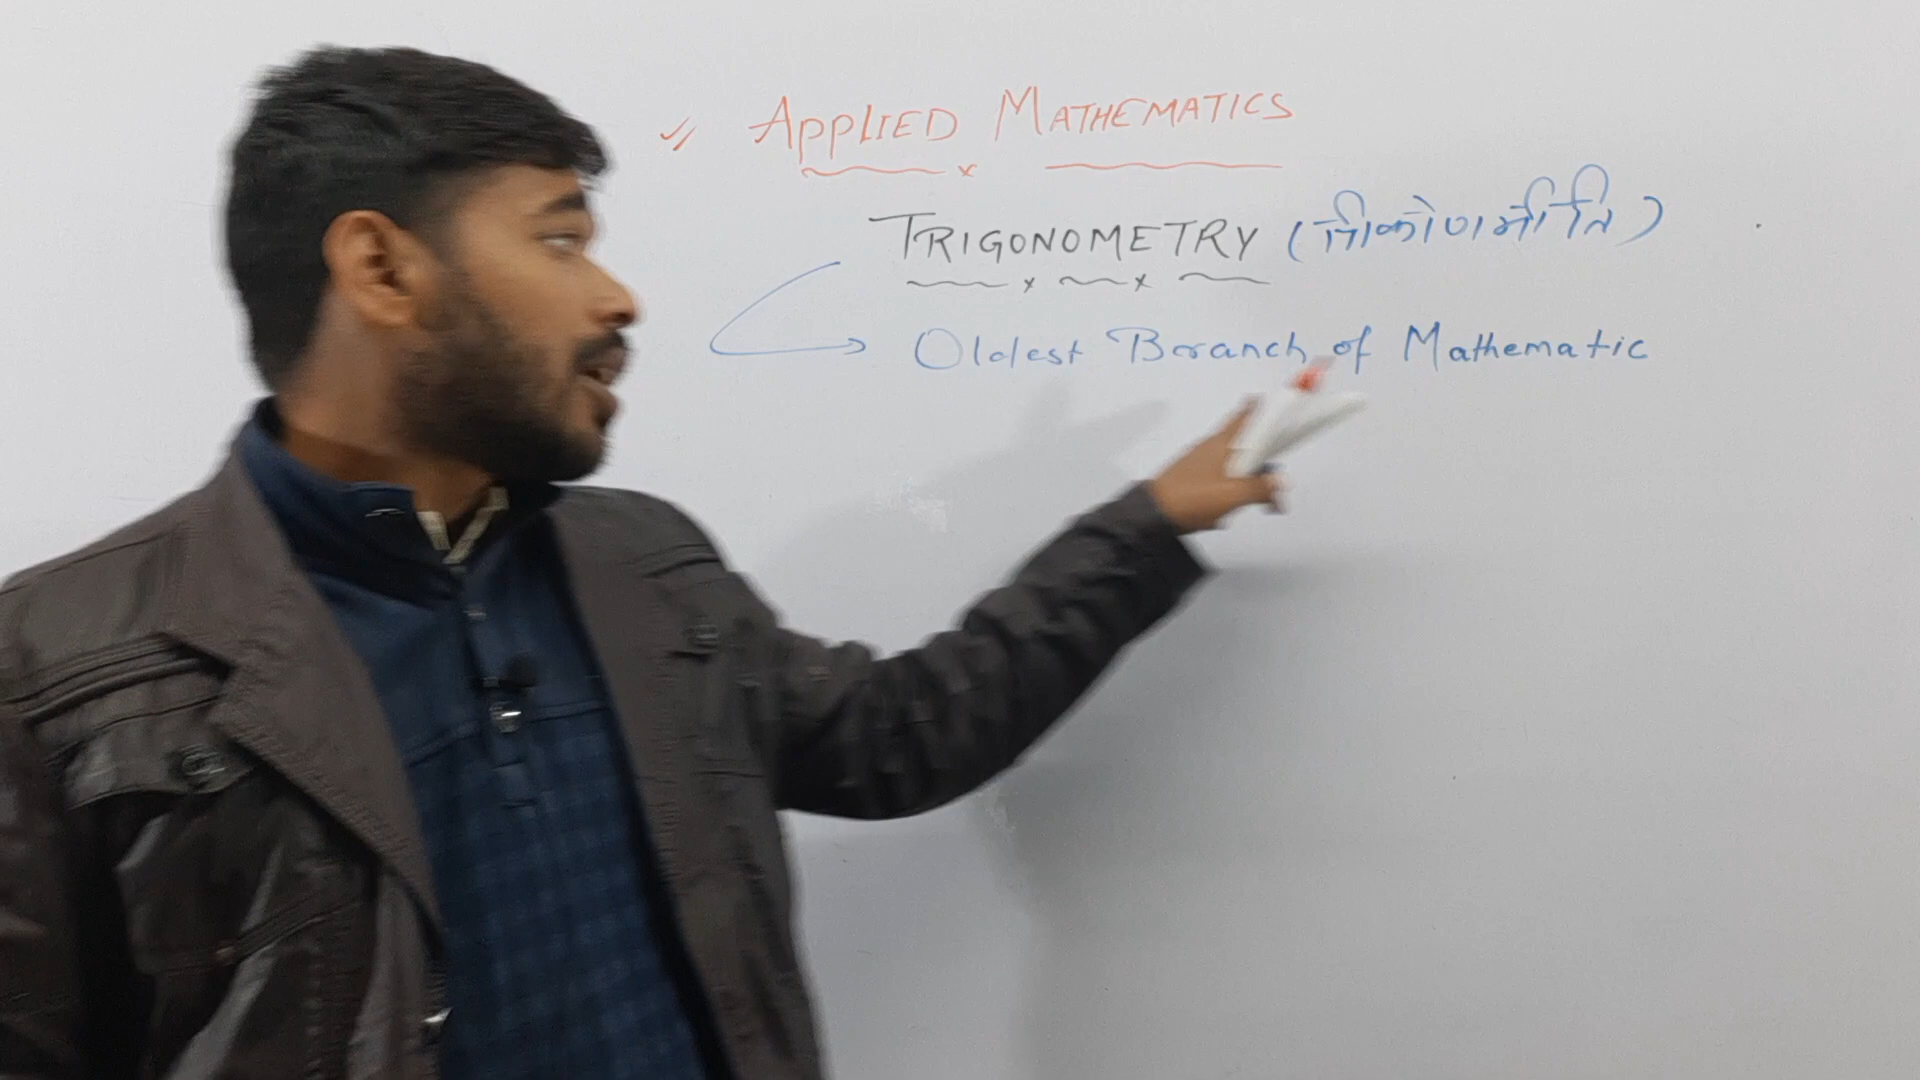 APPLIED MATHEMATICS
TRIGONOMETRY (त्रिकोणमीति)
Oldest Branch of Mathematic